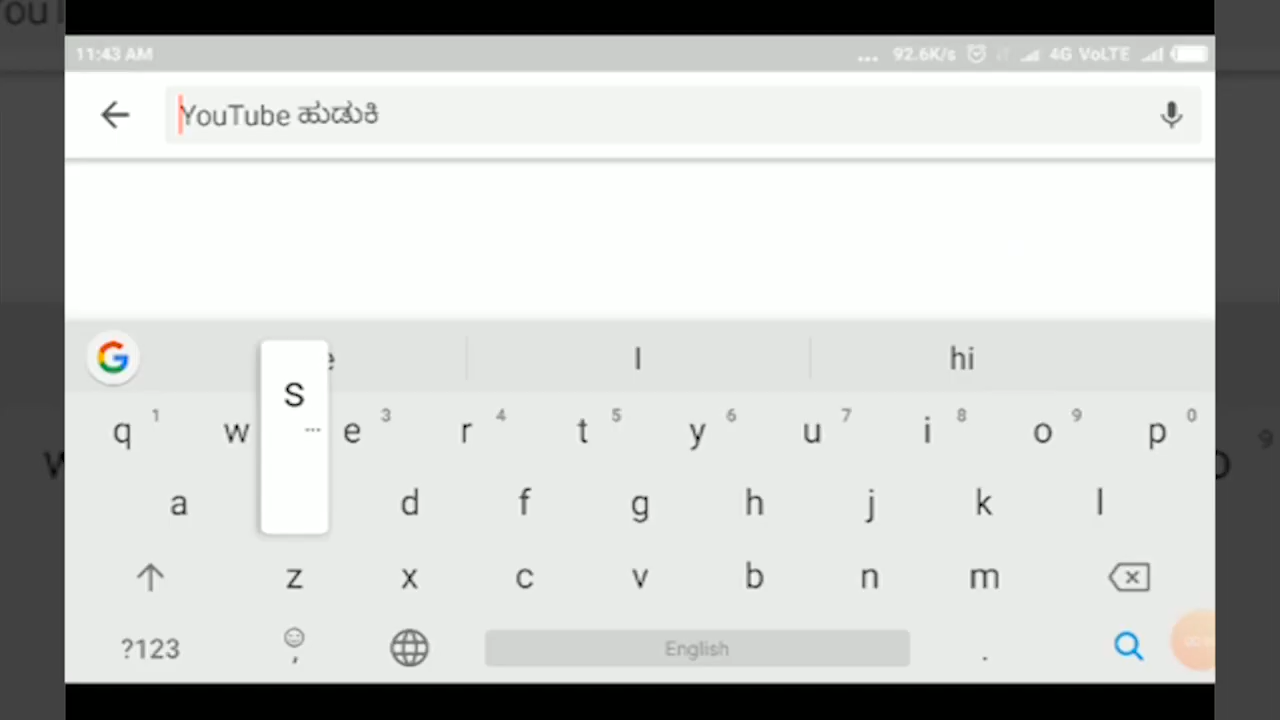 11:43 AM ... 92.6K/s 4G VoLTE
YouTube ಹುಡುಕಿ
I hi
q 1 w e 3 r 4 t 5 y 6 u 7 i 8 o 9 p 0
S
a d f g h j k l
z x c v b n m
?123 , English .